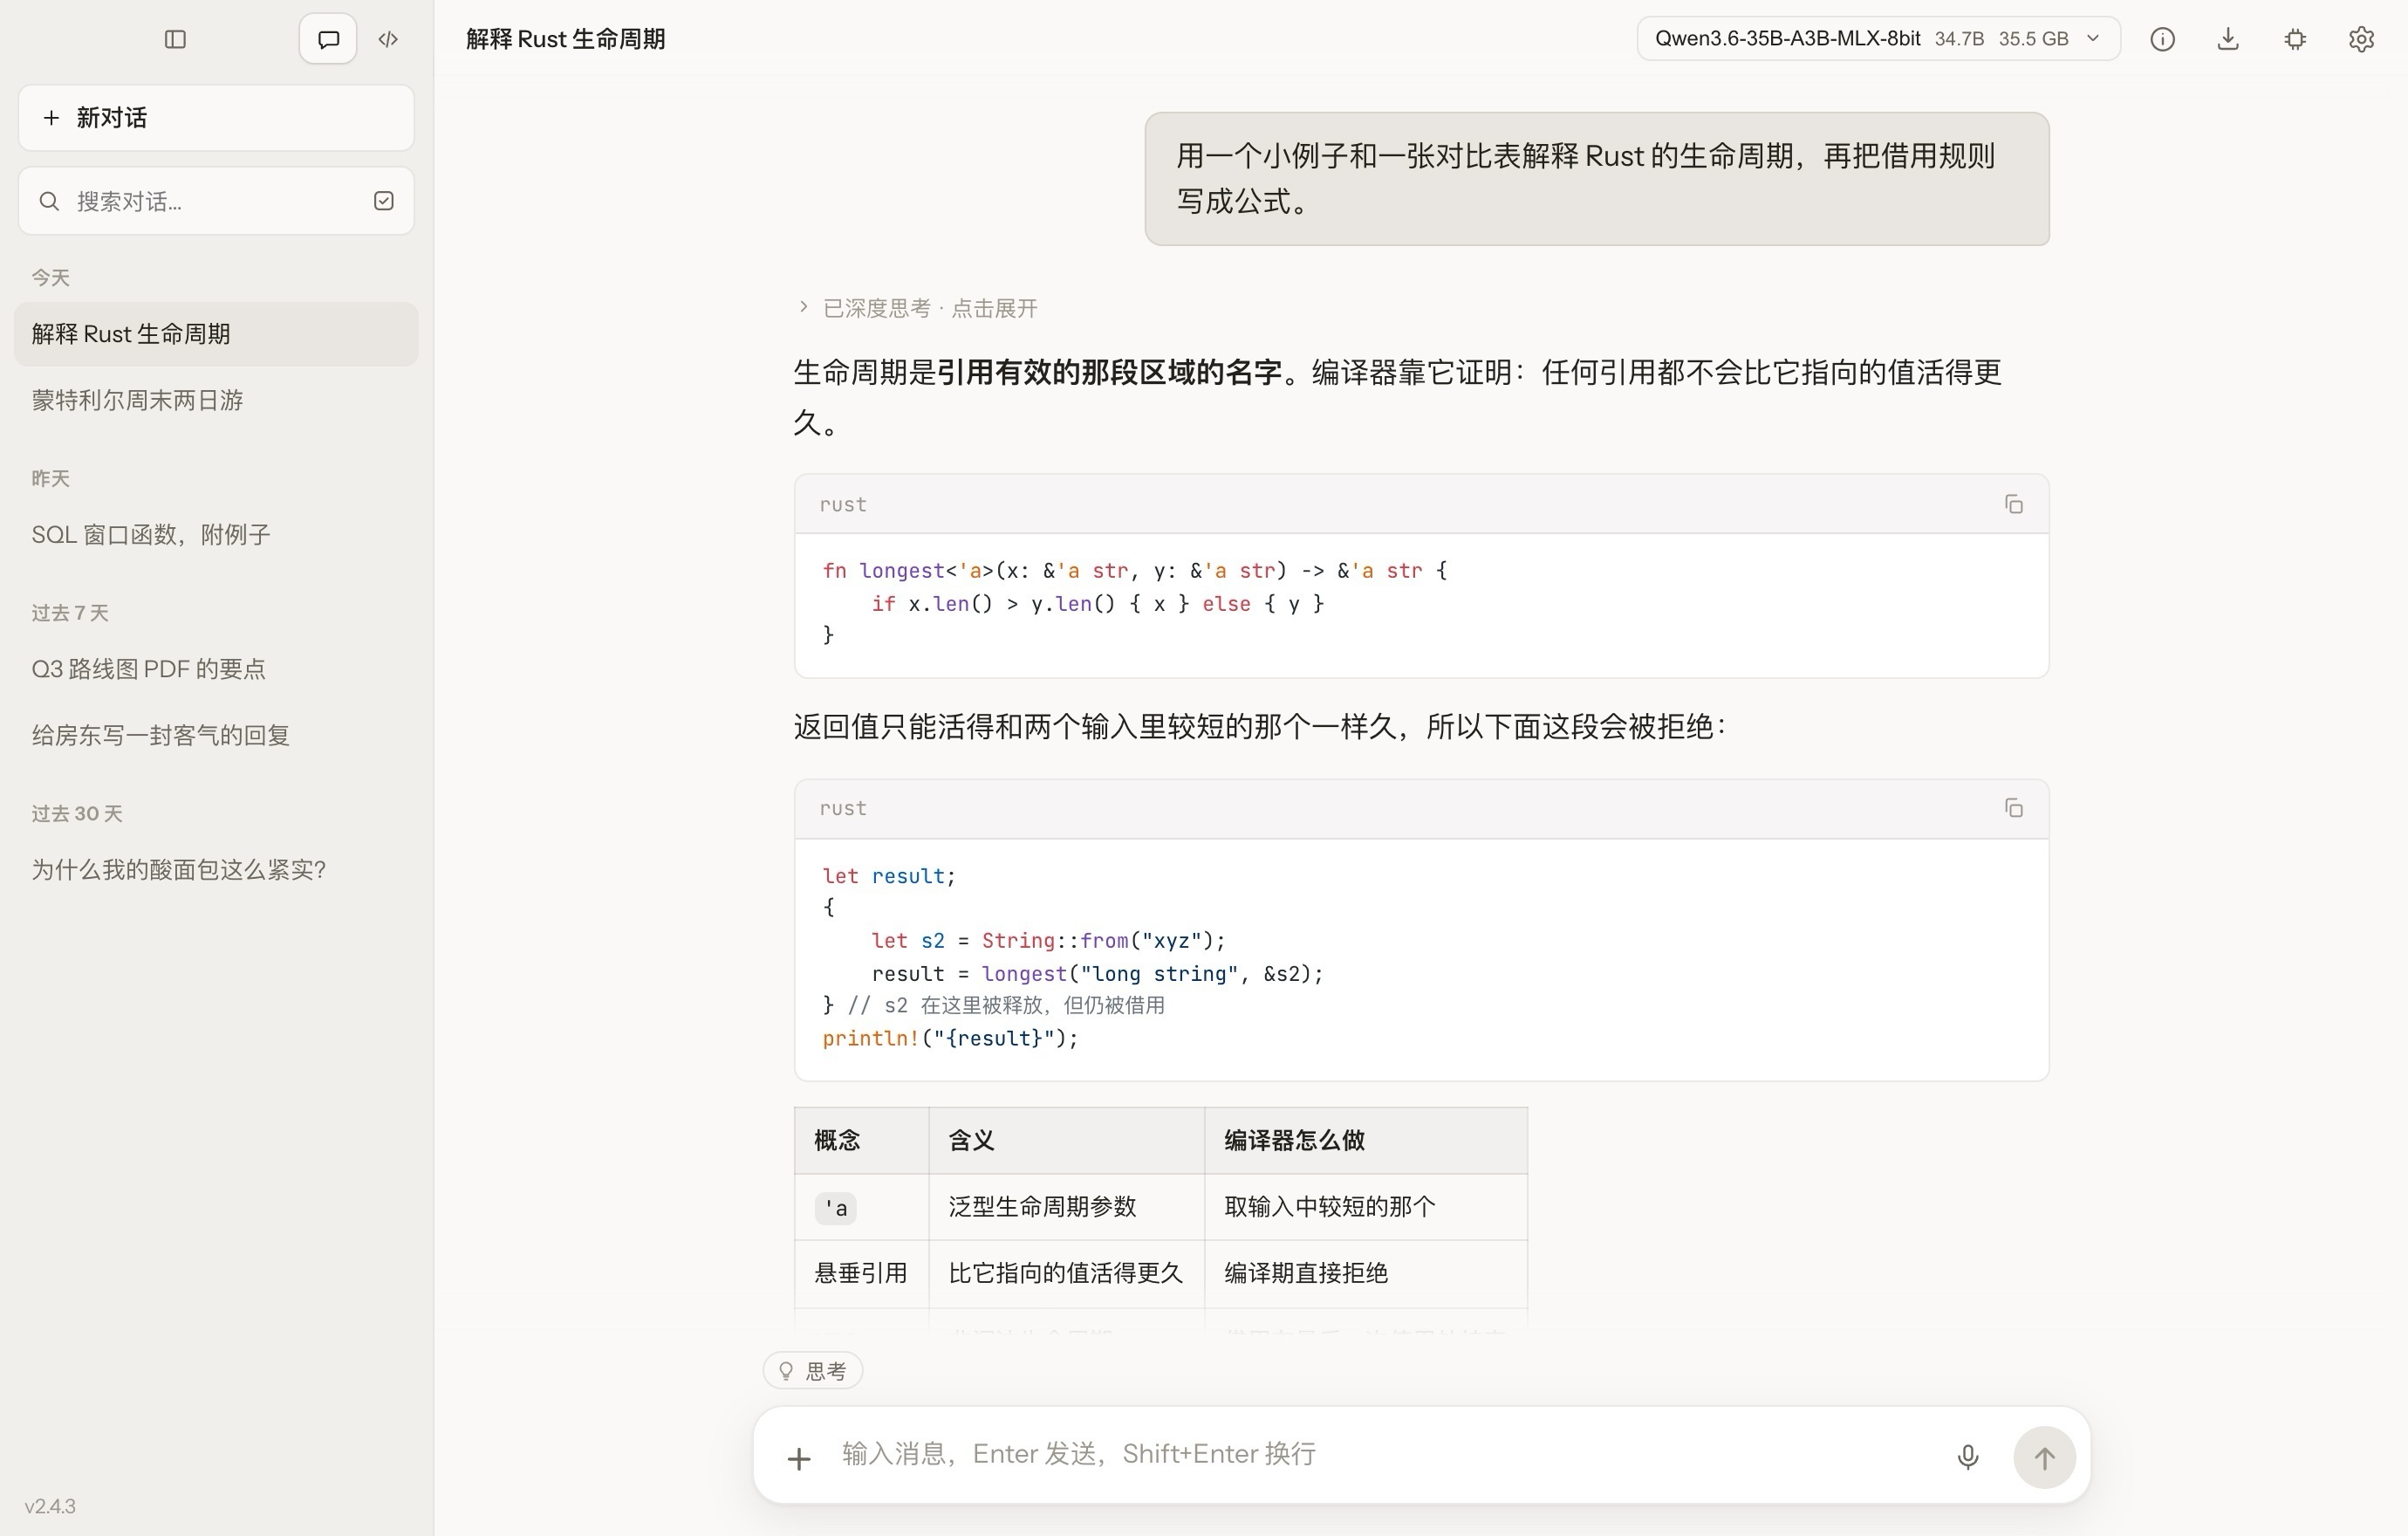 解释 Rust 生命周期
Qwen3.6-35B-A3B-MLX-8bit 34.7B 35.5 GB
新对话
搜索对话...
今天
解释 Rust 生命周期
蒙特利尔周末两日游
昨天
SQL 窗口函数，附例子
过去 7 天
Q3 路线图 PDF 的要点
给房东写一封客气的回复
过去 30 天
为什么我的酸面包这么紧实？
v2.4.3
用一个小例子和一张对比表解释 Rust 的生命周期，再把借用规则
写成公式。
已深度思考 · 点击展开
生命周期是引用有效的那段区域的名字。编译器靠它证明：任何引用都不会比它指向的值活得更
久。
rust
fn longest<'a>(x: &'a str, y: &'a str) -> &'a str {
    if x.len() > y.len() { x } else { y }
}
返回值只能活得和两个输入里较短的那个一样久，所以下面这段会被拒绝：
rust
let result;
{
    let s2 = String::from("xyz");
    result = longest("long string", &s2);
} // s2 在这里被释放，但仍被借用
println!("{result}");
概念 含义 编译器怎么做
'a 泛型生命周期参数 取输入中较短的那个
悬垂引用 比它指向的值活得更久 编译期直接拒绝
思考
输入消息，Enter 发送，Shift+Enter 换行